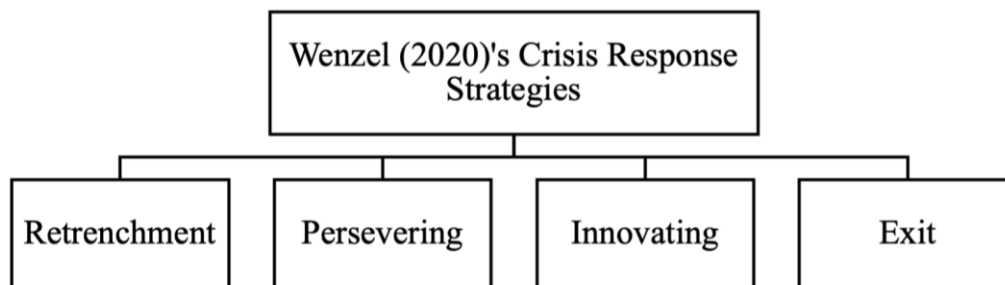 Wenzel (2020)'s Crisis Response
Strategies
Retrenchment
Persevering
Innovating
Exit